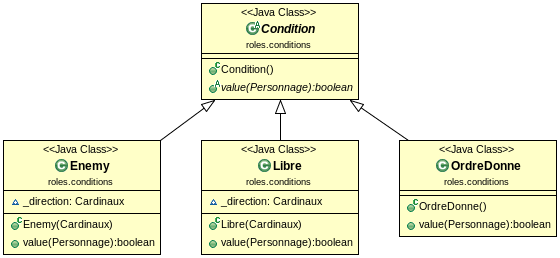 <<Java Class>>
Condition
roles.conditions
Condition()
value(Personnage):boolean
<<Java Class>>
Enemy
roles.conditions
_direction: Cardinaux
Enemy(Cardinaux)
value(Personnage):boolean
<<Java Class>>
Libre
roles.conditions
_direction: Cardinaux
Libre(Cardinaux)
value(Personnage):boolean
<<Java Class>>
OrdreDonne
roles.conditions
OrdreDonne()
value(Personnage):boolean